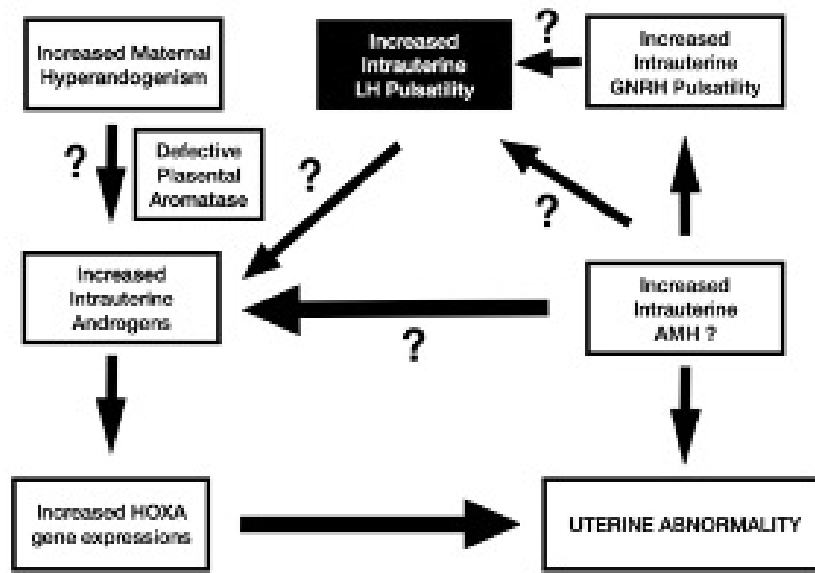 Increased Maternal
Hyperandogenism
Increased
Intrauterine
LH Pulsatility
?
Increased
Intrauterine
GNRH Pulsatility
?
Defective
Plasental
Aromatase
?
?
Increased
Intrauterine
Androgens
?
Increased
Intrauterine
AMH ?
Increased HOXA
gene expressions
UTERINE ABNORMALITY